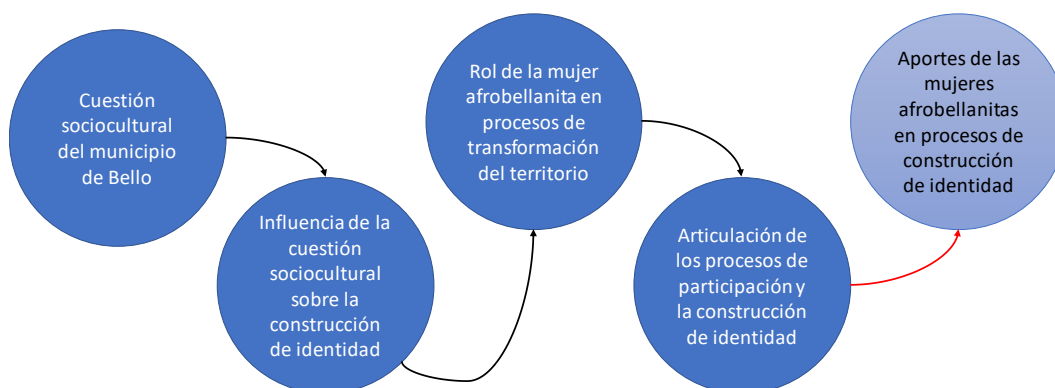 Cuestión
sociocultural
del municipio
de Bello
Influencia de la
cuestión
sociocultural
sobre la
construcción
de identidad
Rol de la mujer
afrobellanita en
procesos de
transformación
del territorio
Articulación de
los procesos de
participación y
la construcción
de identidad
Aportes de las
mujeres
afrobellanitas
en procesos de
construcción
de identidad